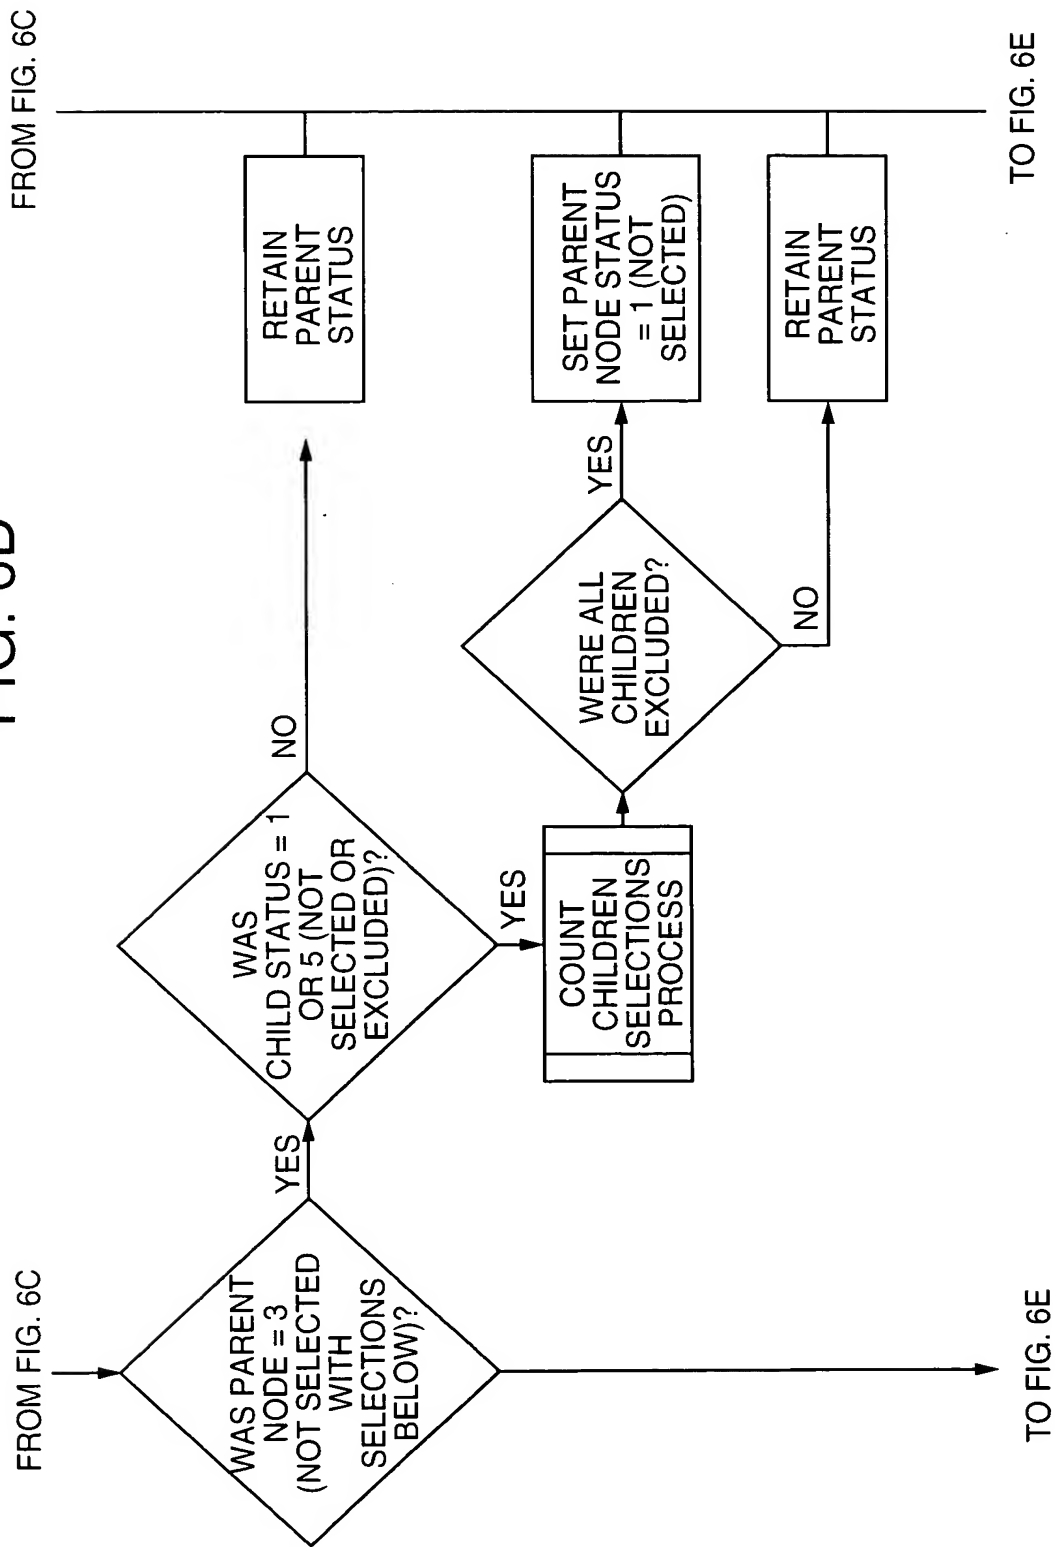 FIG. 6D
FROM FIG. 6C
FROM FIG. 6C
WAS PARENT
NODE = 3
(NOT SELECTED
WITH
SELECTIONS
BELOW)?
YES
WAS
CHILD STATUS = 1
OR 5 (NOT
SELECTED OR
EXCLUDED)?
NO
RETAIN
PARENT
STATUS
YES
COUNT
CHILDREN
SELECTIONS
PROCESS
WERE ALL
CHILDREN
EXCLUDED?
YES
SET PARENT
NODE STATUS
= 1 (NOT
SELECTED)
NO
RETAIN
PARENT
STATUS
TO FIG. 6E
TO FIG. 6E